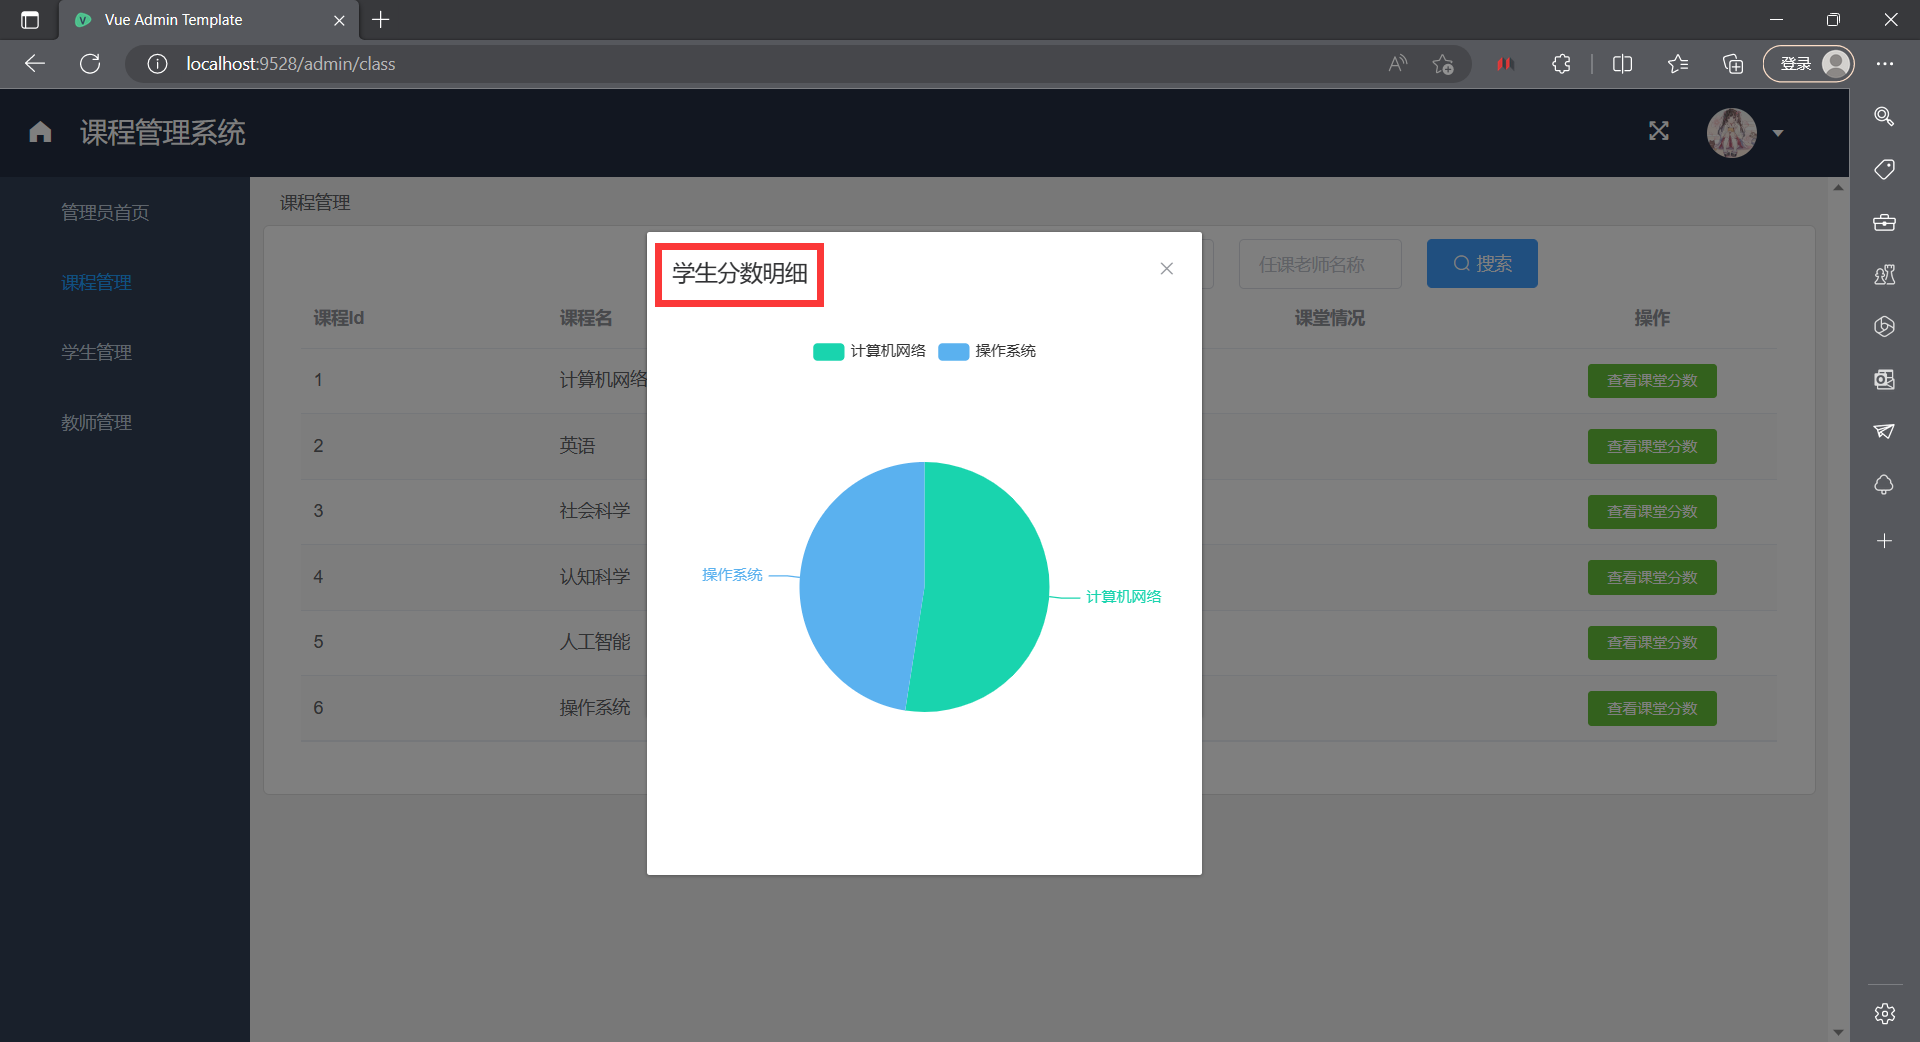 Vue Admin Template
localhost:9528/admin/class
登录
课程管理系统
管理员首页
课程管理
学生管理
教师管理
课程管理
任课老师名称
搜索
课程Id
课程名
课堂情况
操作
1
计算机网络
查看课堂分数
2
英语
查看课堂分数
3
社会科学
查看课堂分数
4
认知科学
查看课堂分数
5
人工智能
查看课堂分数
6
操作系统
查看课堂分数
学生分数明细
计算机网络
操作系统
操作系统
计算机网络